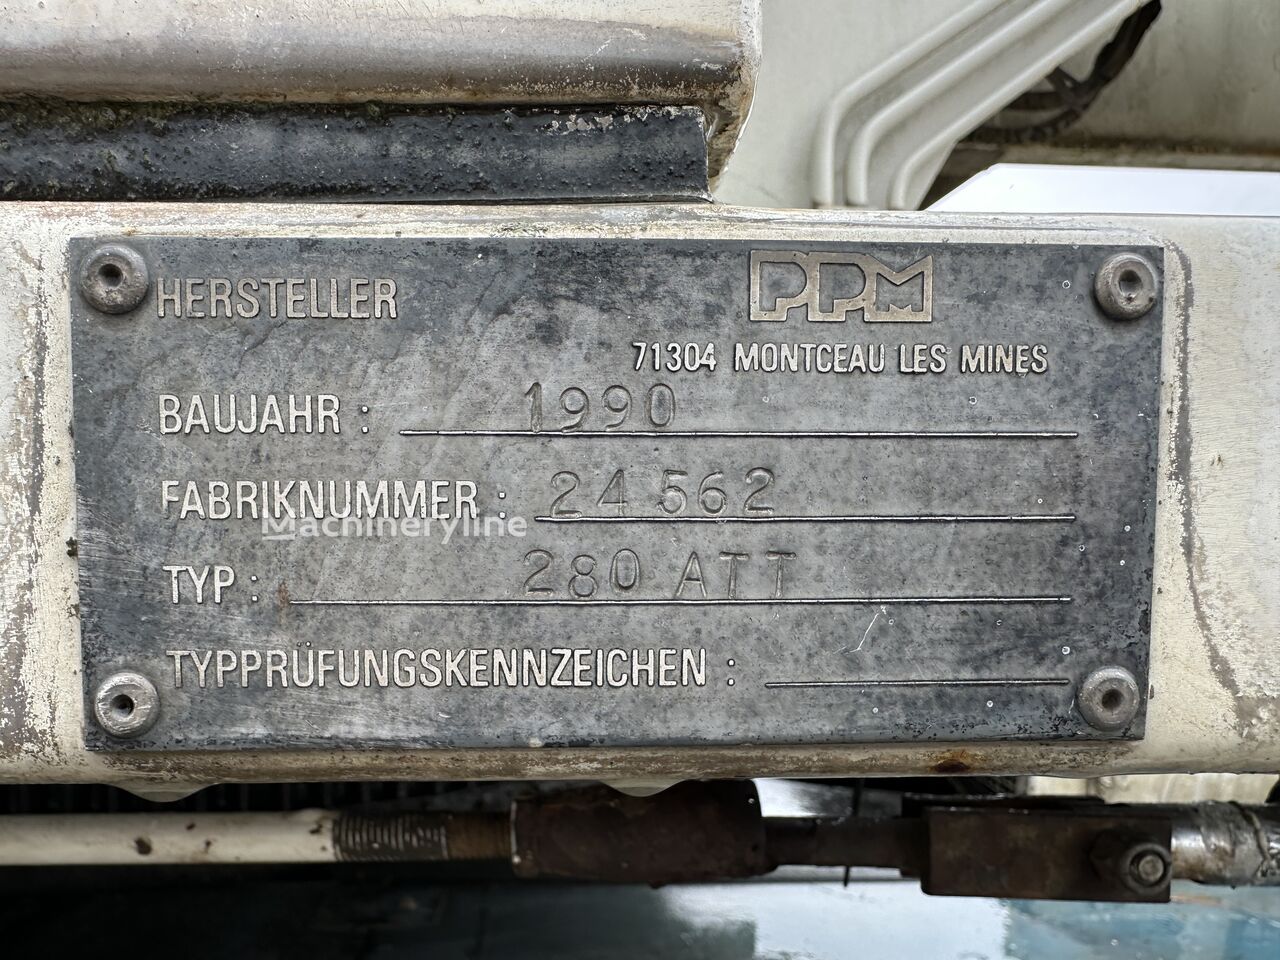 HERSTELLER PPM
71304 MONTCEAU LES MINES
BAUJAHR : 1990
FABRIKNUMMER : 24 562
Machineryline
TYP : 280 ATT
TYPPRÜFUNGSKENNZEICHEN :